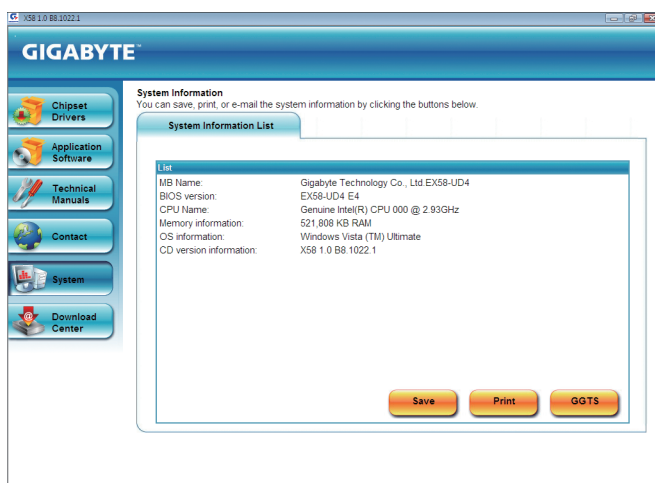 X58 1.0 B8.1022.1
GIGABYTE™
Chipset
Drivers
Application
Software
Technical
Manuals
Contact
System
Download
Center
System Information
You can save, print, or e-mail the system information by clicking the buttons below.
System Information List
List
MB Name: Gigabyte Technology Co., Ltd.EX58-UD4
BIOS version: EX58-UD4 E4
CPU Name: Genuine Intel(R) CPU 000 @ 2.93GHz
Memory information: 521,808 KB RAM
OS information: Windows Vista (TM) Ultimate
CD version information: X58 1.0 B8.1022.1
Save Print GGTS